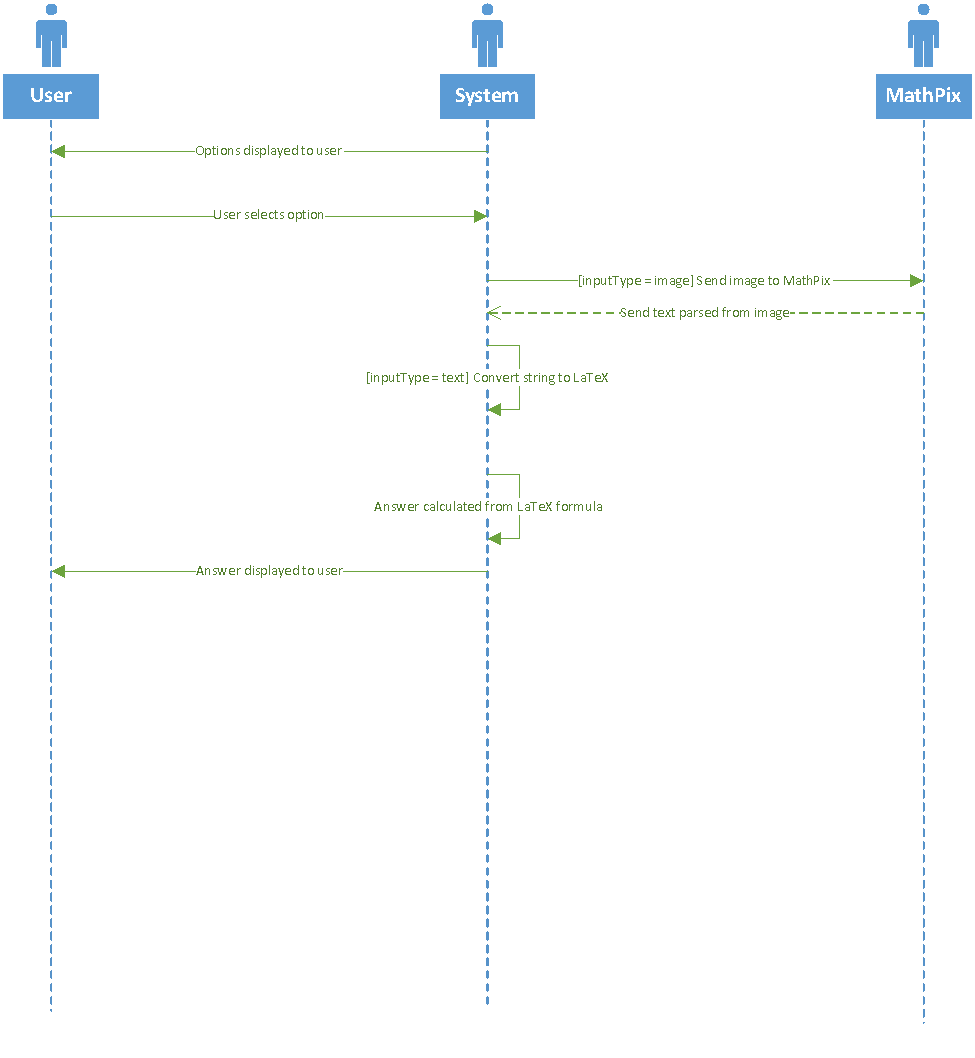 User
System
MathPix
Options displayed to user
User selects option
[inputType = image] Send image to MathPix
Send text parsed from image
[inputType = text] Convert string to LaTeX
Answer calculated from LaTeX formula
Answer displayed to user